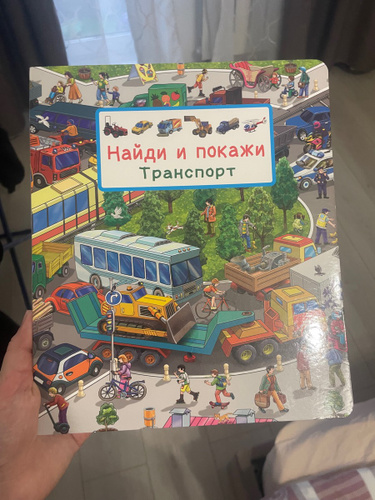 Найди и покажи
Транспорт